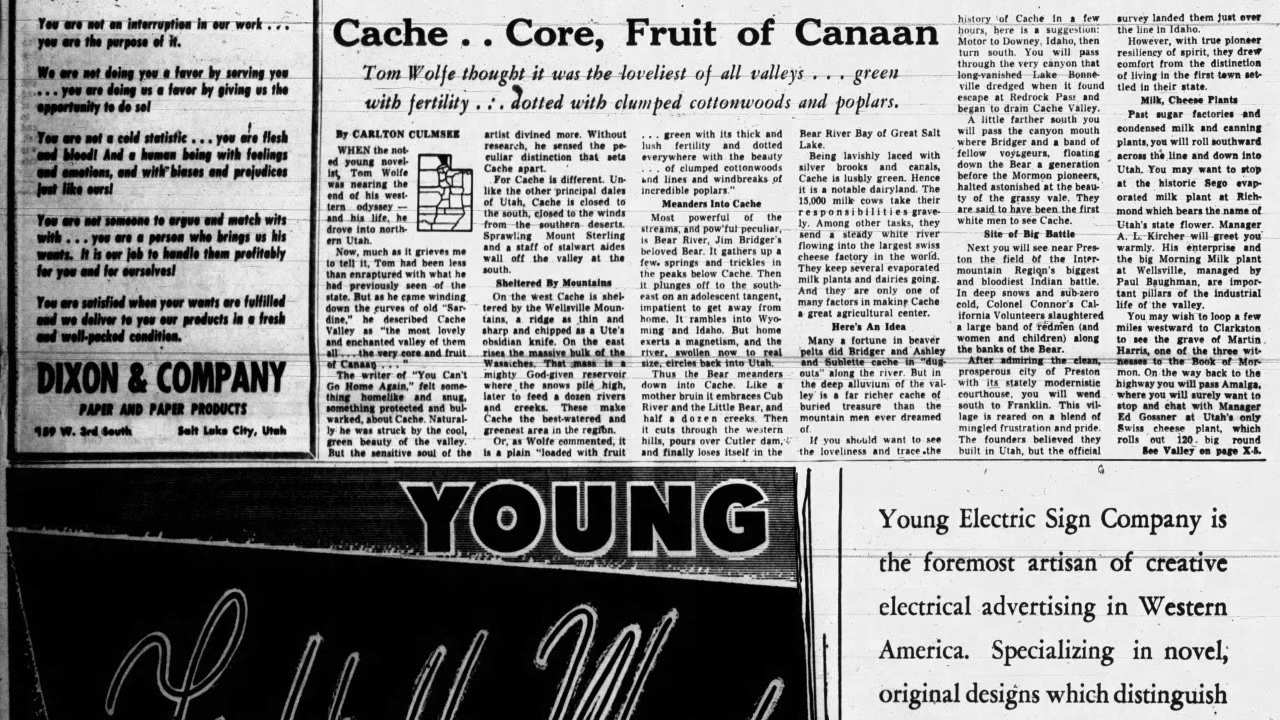 You are not an interruption in our work . . .
you are the purpose of it.
We are not doing you a favor by serving you
. . . you are doing us a favor by giving us the
opportunity to do so!
You are not a cold statistic . . . you are flesh
and blood! And a human being with feelings
and emotions, and with biases and prejudices
just like ours!
You are not someone to argue and match wits
with . . . you are a person who brings us his
wants. It is our job to handle them profitably
for you and for ourselves!
You are satisfied when your wants are fulfilled
and we deliver to you our products in a fresh
and well-packed condition.
DIXON & COMPANY
PAPER AND PAPER PRODUCTS
939 W. 3rd South Salt Lake City, Utah
Cache . . Core, Fruit of Canaan
Tom Wolfe thought it was the loveliest of all valleys . . . green
with fertility . . . dotted with clumped cottonwoods and poplars.
By CARLTON CULMSEE
WHEN the not-
ed young novel-
ist, Tom Wolfe
was nearing the
end of his west-
tern odyssey —
and his life, he
drove into north-
ern Utah.
Now, much as it grieves me
to tell it, Tom had been less
than enraptured with what he
had previously seen of the
state. But as he came winding
down the curves of old "Sar-
dine," he described Cache
Valley as "the most lovely
and enchanted valley of them
all . . . the very core and fruit
of Canaan . . .
The writer of "You Can't
Go Home Again," felt some-
thing homelike and snug,
something protected and bul-
warked, about Cache. Natural-
ly he was struck by the cool,
green beauty of the valley.
But the sensitive soul of the
artist divined more. Without
research, he sensed the pe-
culiar distinction that sets
Cache apart.
For Cache is different. Un-
like the other principal dales
of Utah, Cache is closed to
the south, closed to the winds
from the southern deserts.
Sprawling Mount Sterling
and a staff of stalwart aides
wall off the valley at the
south.
Sheltered By Mountains
On the west Cache is shel-
tered by the Wellsville Moun-
tains, a ridge as thin and
sharp and chipped as a Ute's
obsidian knife. On the east
rises the massive bulk of the
Wasatches. That mass is a
mighty God-given reservoir
where the snows pile high,
later to feed a dozen rivers
and creeks. These make
Cache the best-watered and
greenest area in the region.
Or, as Wolfe commented, it
is a plain "loaded with fruit
. . . green with its thick and
lush fertility and dotted
everywhere with the beauty
. . . of clumped cottonwoods
and lines and windbreaks of
incredible poplars."
Meanders Into Cache
Most powerful of the
streams, and pow'ful peculiar,
is Bear River, Jim Bridger's
beloved Bear. It gathers up a
few springs and trickles in
the peaks below Cache. Then
it plunges off to the south-
east on an adolescent tangent,
impatient to get away from
home. It rambles into Wyo-
ming and Idaho. But home
exerts a magnetism, and the
river, swollen now to real
size, circles back into Utah.
Thus the Bear meanders
down into Cache. Like a
mother bruin it embraces Cub
River and the Little Bear, and
half a dozen creeks. Then
it cuts through the western
hills, pours over Cutler dam,
and finally loses itself in the
Bear River Bay of Great Salt
Lake.
Being lavishly laced with
silver brooks and canals,
Cache is lushly green. Hence
it is a notable dairyland. The
15,000 milk cows take their
responsibilities grave-
ly. Among other tasks, they
send a steady white river
flowing into the largest swiss
cheese factory in the world.
They keep several evaporated
milk plants and dairies going.
And they are only one of
many factors in making Cache
a great agricultural center.
Here's An Idea
Many a fortune in beaver
pelts did Bridger and Ashley
and Sublette cache in "dug-
outs" along the river. But in
the deep alluvium of the val-
ley is a far richer cache of
buried treasure than the
mountain men ever dreamed
of.
If you should want to see
the loveliness and trace the
history of Cache in a few
hours, here is a suggestion:
Motor to Downey, Idaho, then
turn south. You will pass
through the very canyon that
long-vanished Lake Bonne-
ville dredged when it found
escape at Redrock Pass and
began to drain Cache Valley.
A little farther south you
will pass the canyon mouth
where Bridger and a band of
fellow voyageurs, floating
down the Bear a generation
before the Mormon pioneers,
halted astonished at the beau-
ty of the grassy vale. They
are said to have been the first
white men to see Cache.
Site of Big Battle
Next you will see near Pres-
ton the field of the Inter-
mountain Region's biggest
and bloodiest Indian battle.
In deep snows and sub-zero
cold, Colonel Connor's Cal-
ifornia Volunteers slaughtered
a large band of redmen (and
women and children) along
the banks of the Bear.
After admiring the clean,
prosperous city of Preston
with its stately modernistic
courthouse, you will wend
south to Franklin. This vil-
lage is reared on a blend of
mingled frustration and pride.
The founders believed they
built in Utah, but the official
survey landed them just over
the line in Idaho.
However, with true pioneer
resiliency of spirit, they drew
comfort from the distinction
of living in the first town set-
tled in their state.
Milk, Cheese Plants
Past sugar factories and
condensed milk and canning
plants, you will roll southward
across the line and down into
Utah. You may want to stop
at the historic Sego evap-
orated milk plant at Rich-
mond which bears the name of
Utah's state flower. Manager
A. L. Kircher will greet you
warmly. His enterprise and
the big Morning Milk plant
at Wellsville, managed by
Paul Baughman, are impor-
tant pillars of the industrial
life of the valley.
You may wish to loop a few
miles westward to Clarkston
to see the grave of Martin
Harris, one of the three wit-
nesses to the Book of Mor-
mon. On the way back to the
highway you will pass Amalga,
where you will surely want to
stop and chat with Manager
Ed Gossner at Utah's only
Swiss cheese plant, which
rolls out 120 big round
See Valley on page X-5.
YOUNG
Young Electric Sign Company is
the foremost artisan of creative
electrical advertising in Western
America. Specializing in novel,
original designs which distinguish